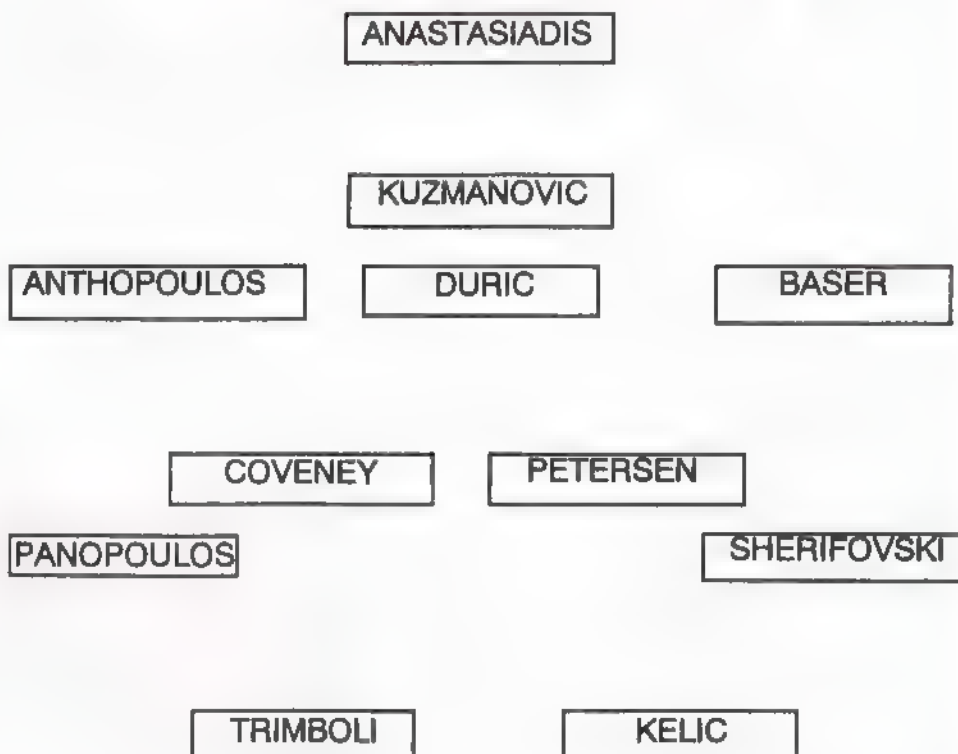 ANASTASIADIS
KUZMANOVIC
ANTHOPOULOS DURIC BASER
COVENEY PETERSEN
PANOPOULOS SHERIFOVSKI
TRIMBOLI KELIC